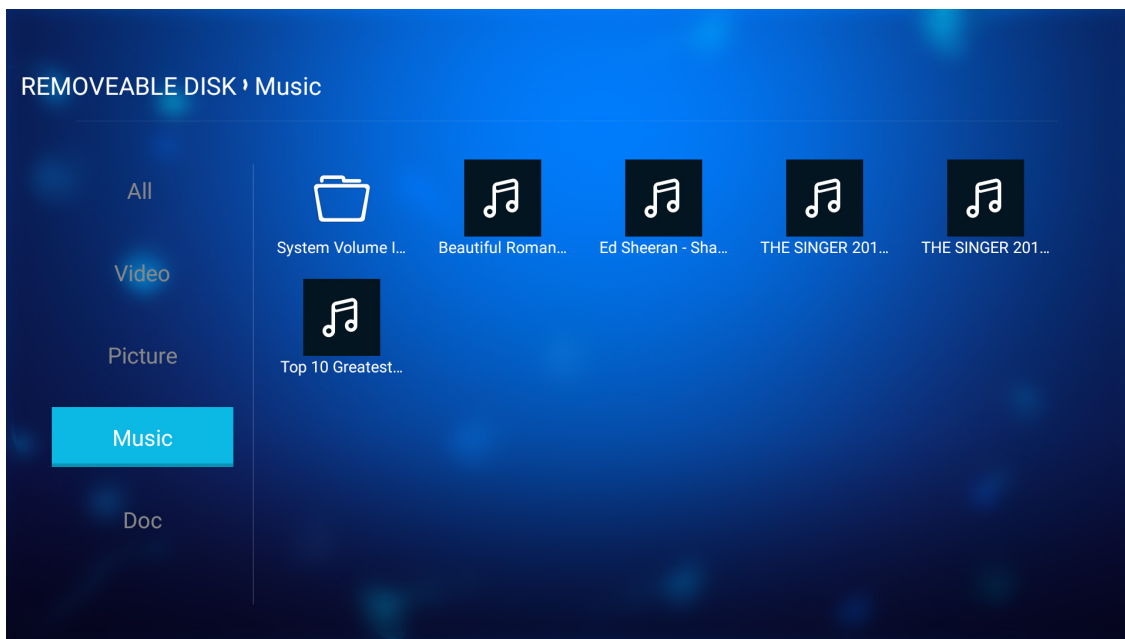 REMOVEABLE DISK Music
All
Video
Picture
Music
Doc
System Volume I...
Beautiful Roman...
Ed Sheeran - Sha...
THE SINGER 201...
THE SINGER 201...
Top 10 Greatest...